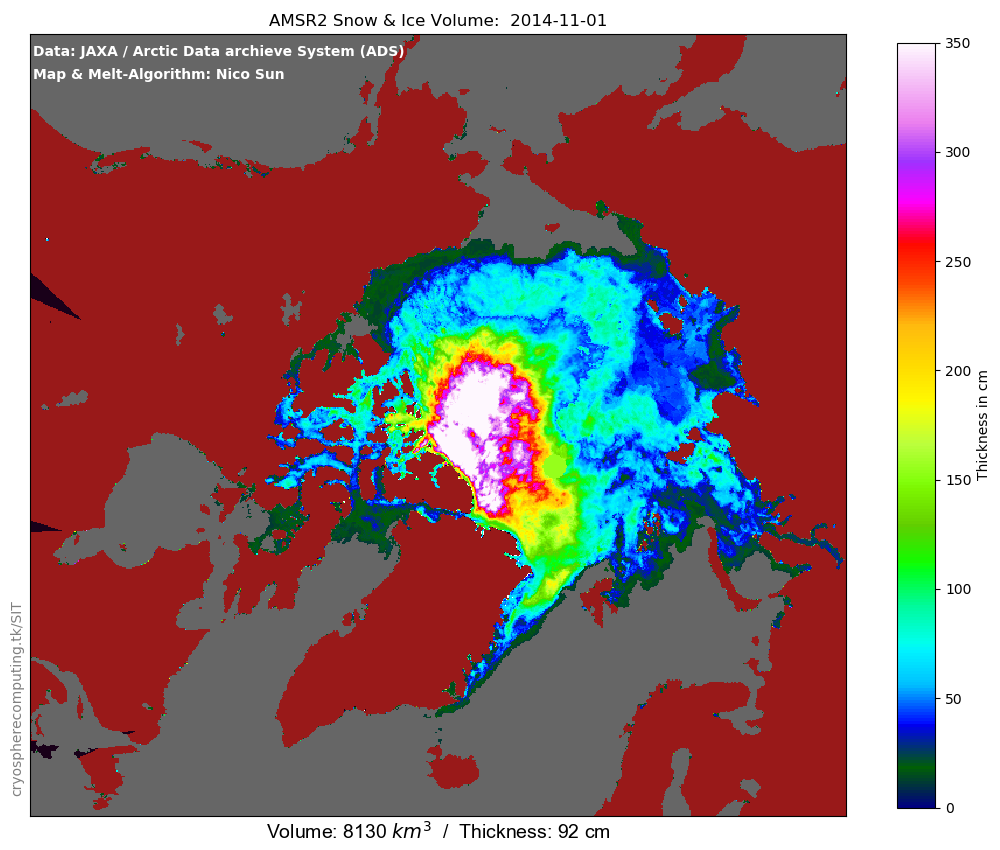 AMSR2 Snow & Ice Volume:  2014-11-01
Data: JAXA / Arctic Data archieve System (ADS)
Map & Melt-Algorithm: Nico Sun
350
300
250
200
150
100
50
0
Thickness in cm
cryospherecomputing.tk/SIT
Volume: 8130 km³  /  Thickness: 92 cm